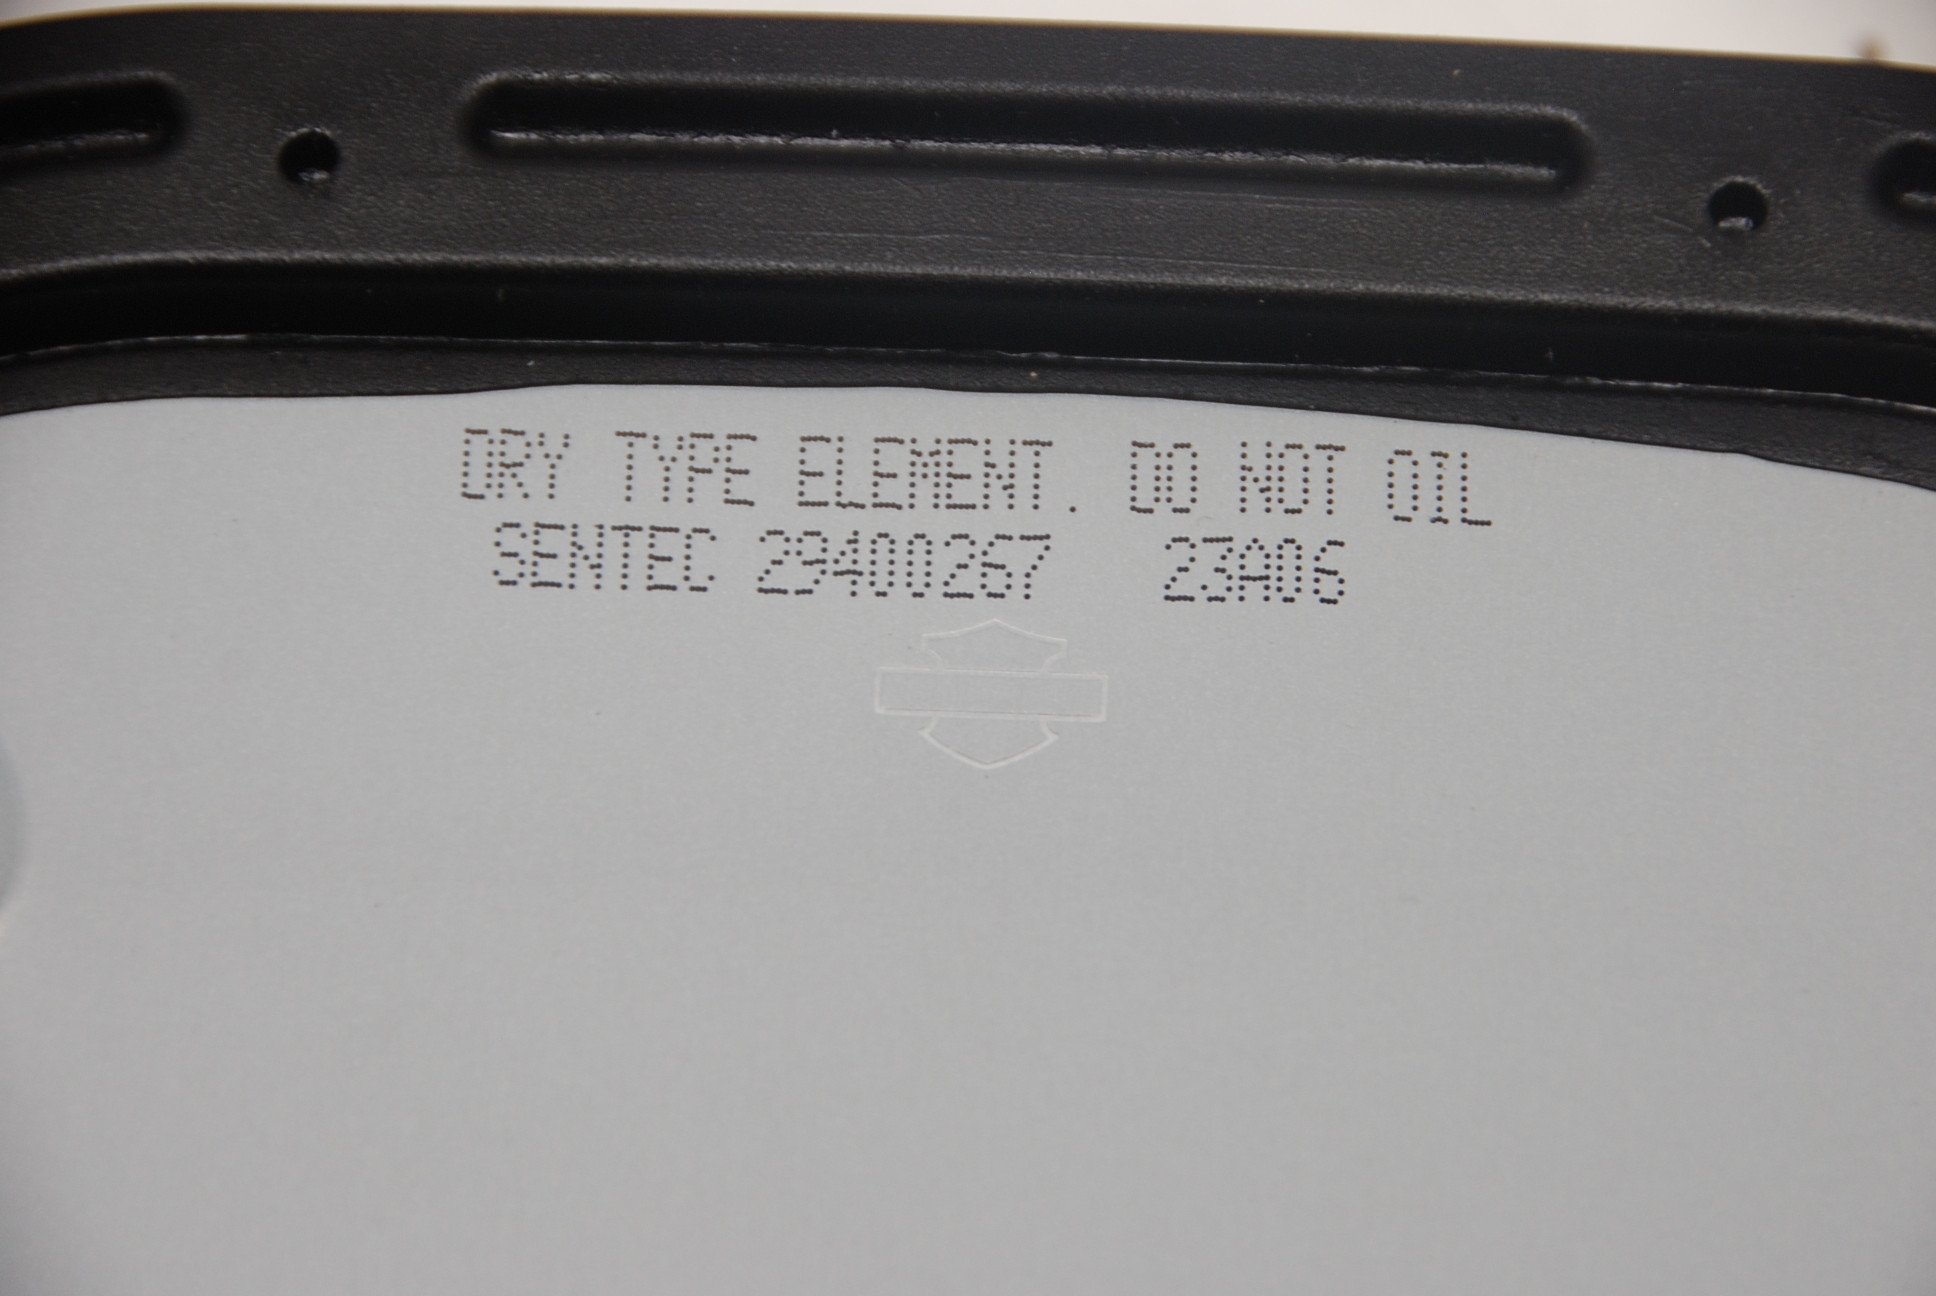 DRY TYPE ELEMENT. DO NOT OIL
SENTEC 29400267 23A06